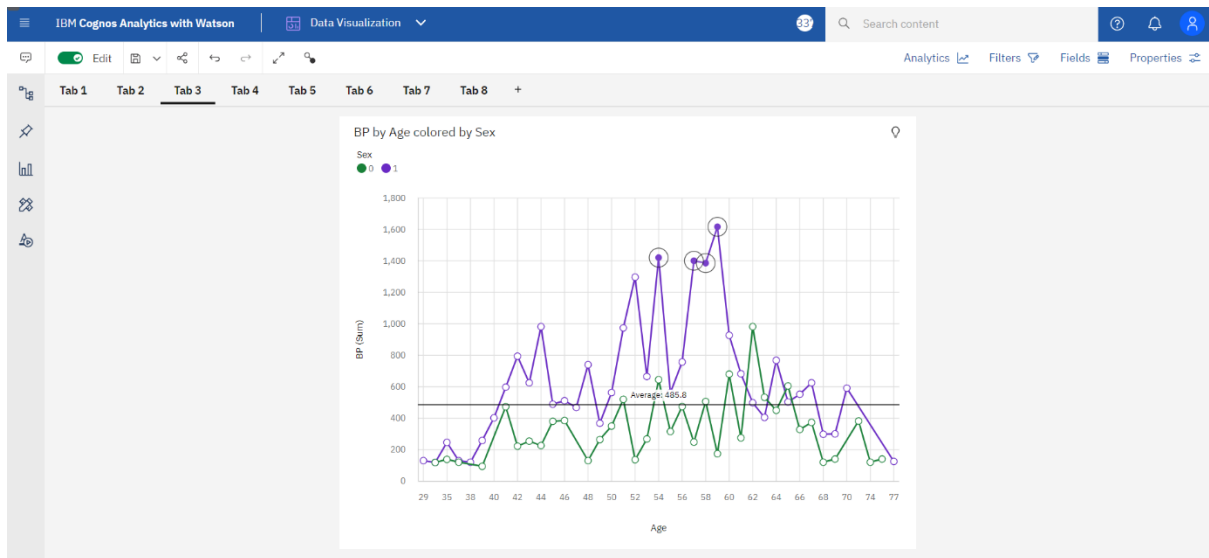 IBM Cognos Analytics with Watson
Data Visualization
Search content
Edit
Analytics
Filters
Fields
Properties
Tab 1 Tab 2 Tab 3 Tab 4 Tab 5 Tab 6 Tab 7 Tab 8 +
BP by Age colored by Sex
Sex
0 1
1,800
1,600
1,400
1,200
1,000
800
600
400
200
0
BP (Sum)
Average: 485.8
29 35 38 40 42 44 46 48 50 52 54 56 58 60 62 64 66 68 70 74 77
Age